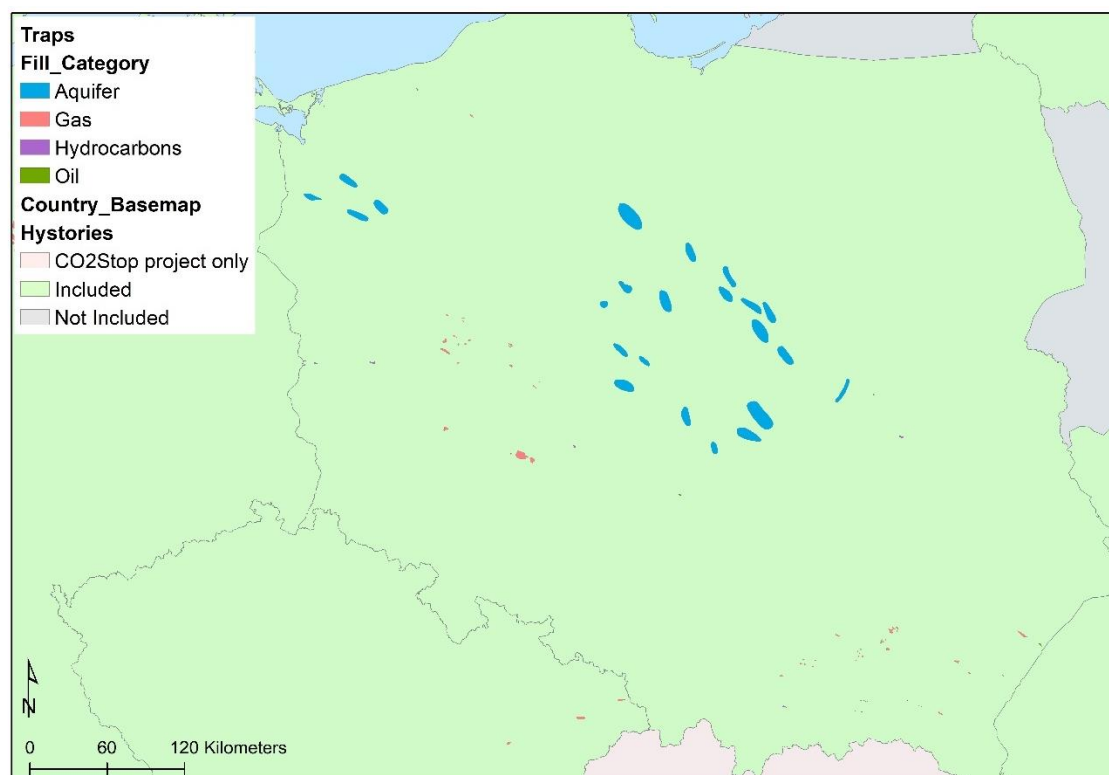 Traps
Fill_Category
Aquifer
Gas
Hydrocarbons
Oil
Country_Basemap
Hystories
CO2Stop project only
Included
Not Included
N
0 60 120 Kilometers